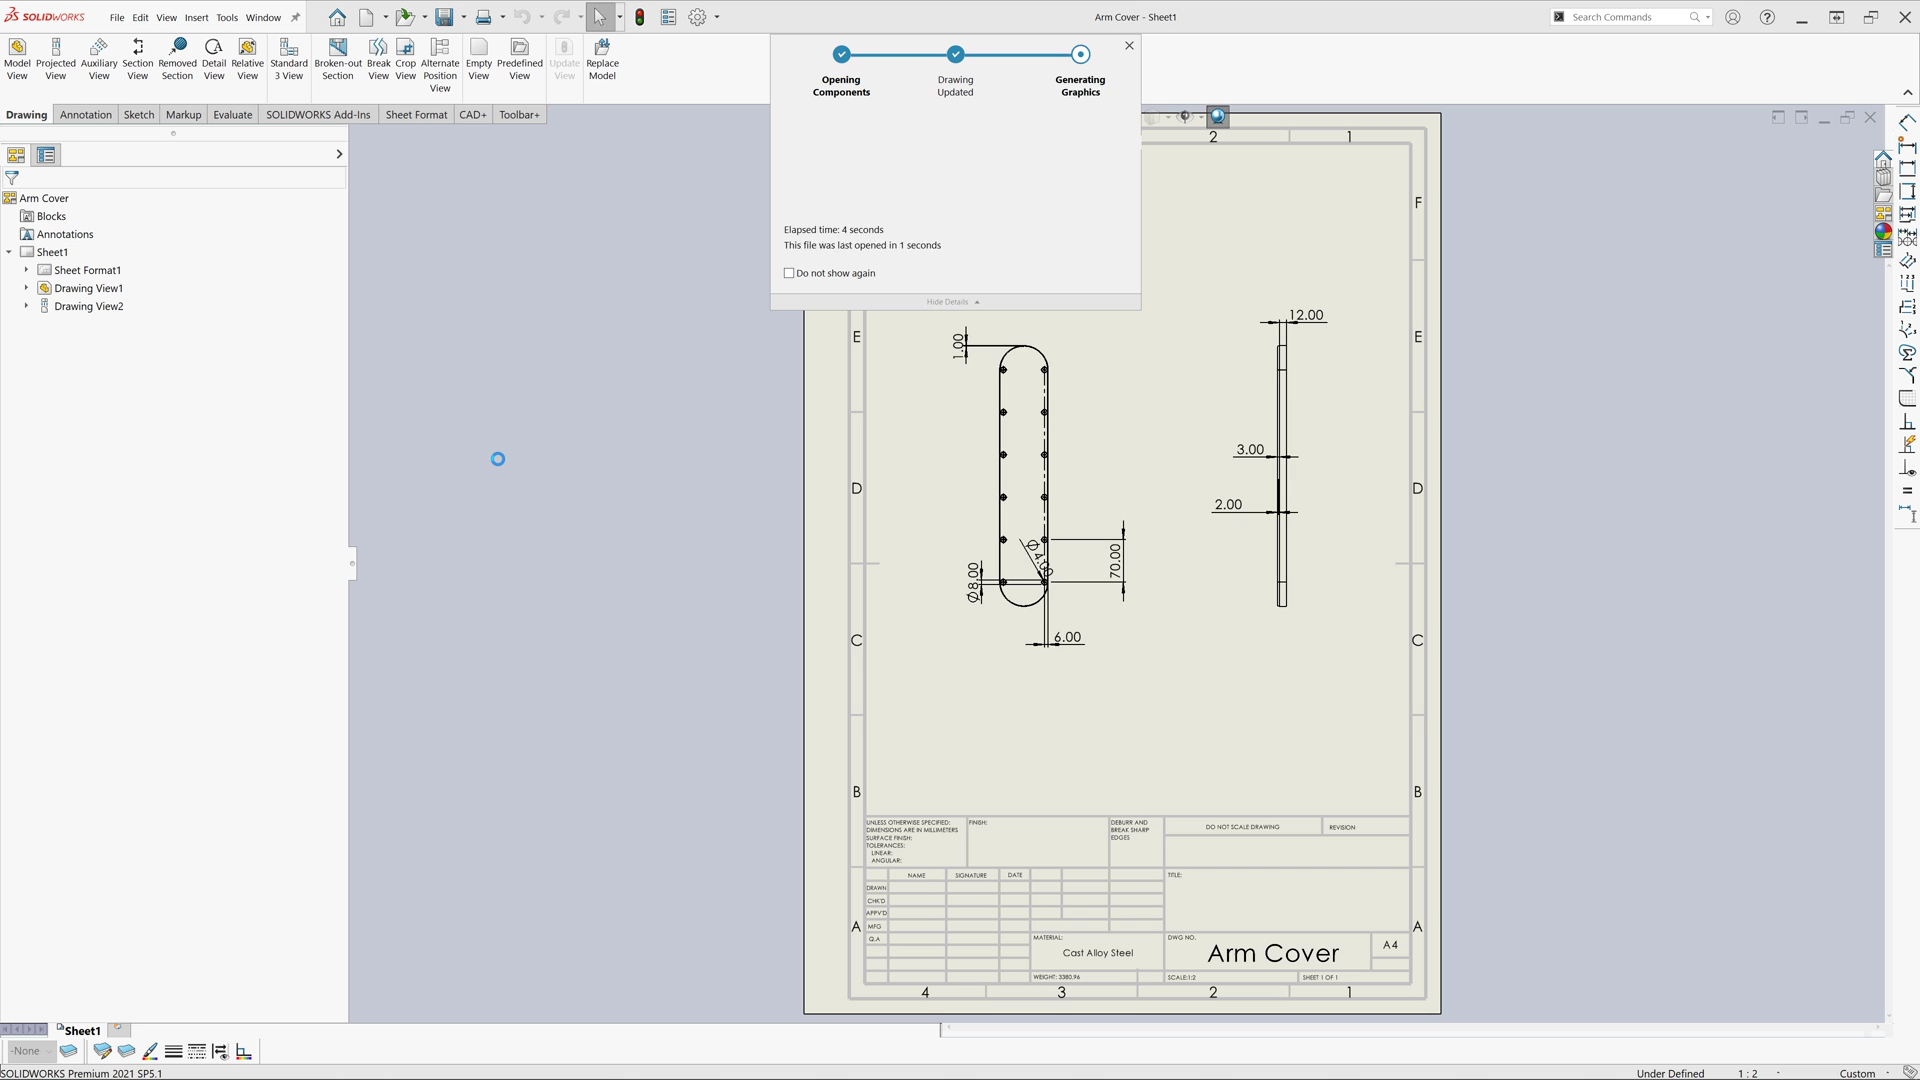 SOLIDWORKS File Edit View Insert Tools Window
Arm Cover - Sheet1
Search Commands
Model View
Projected View
Auxiliary View
Section View
Removed Section
Detail View
Relative View
Standard 3 View
Broken-out Section
Break View
Crop View
Alternate Position View
Empty View
Predefined View
Update View
Replace Model
Drawing Annotation Sketch Markup Evaluate SOLIDWORKS Add-Ins Sheet Format CAD+ Toolbar+
Opening Components
Drawing Updated
Generating Graphics
Elapsed time: 4 seconds
This file was last opened in 1 seconds
Do not show again
Hide Details
Arm Cover
Blocks
Annotations
Sheet1
Sheet Format1
Drawing View1
Drawing View2
2 1
F
E E
D D
C C
B B
A A
1.00
12.00
3.00
2.00
70.00
Ø4.00
Ø8.00
6.00
UNLESS OTHERWISE SPECIFIED:
DIMENSIONS ARE IN MILLIMETERS
SURFACE FINISH:
TOLERANCES:
LINEAR:
ANGULAR:
FINISH:
DEBURR AND
BREAK SHARP
EDGES
DO NOT SCALE DRAWING
REVISION
NAME SIGNATURE DATE
TITLE:
DRAWN
CHK'D
APPV'D
MFG
Q.A
MATERIAL:
Cast Alloy Steel
DWG NO.
Arm Cover
A4
WEIGHT: 3380.96
SCALE:1:2
SHEET 1 OF 1
4 3 2 1
Sheet1
-None
SOLIDWORKS Premium 2021 SP5.1
Under Defined 1 : 2 - Custom -